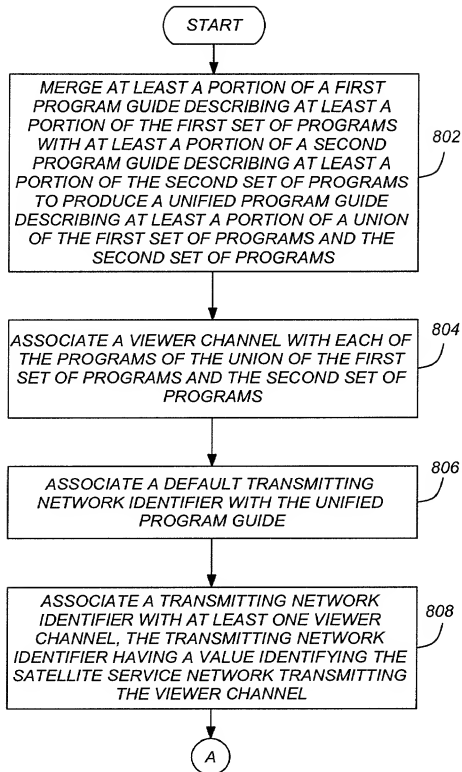 START
MERGE AT LEAST A PORTION OF A FIRST
PROGRAM GUIDE DESCRIBING AT LEAST A
PORTION OF THE FIRST SET OF PROGRAMS
WITH AT LEAST A PORTION OF A SECOND
PROGRAM GUIDE DESCRIBING AT LEAST A
PORTION OF THE SECOND SET OF PROGRAMS
TO PRODUCE A UNIFIED PROGRAM GUIDE
DESCRIBING AT LEAST A PORTION OF A UNION
OF THE FIRST SET OF PROGRAMS AND THE
SECOND SET OF PROGRAMS
802
ASSOCIATE A VIEWER CHANNEL WITH EACH OF
THE PROGRAMS OF THE UNION OF THE FIRST
SET OF PROGRAMS AND THE SECOND SET OF
PROGRAMS
804
ASSOCIATE A DEFAULT TRANSMITTING
NETWORK IDENTIFIER WITH THE UNIFIED
PROGRAM GUIDE
806
ASSOCIATE A TRANSMITTING NETWORK
IDENTIFIER WITH AT LEAST ONE VIEWER
CHANNEL, THE TRANSMITTING NETWORK
IDENTIFIER HAVING A VALUE IDENTIFYING THE
SATELLITE SERVICE NETWORK TRANSMITTING
THE VIEWER CHANNEL
808
A